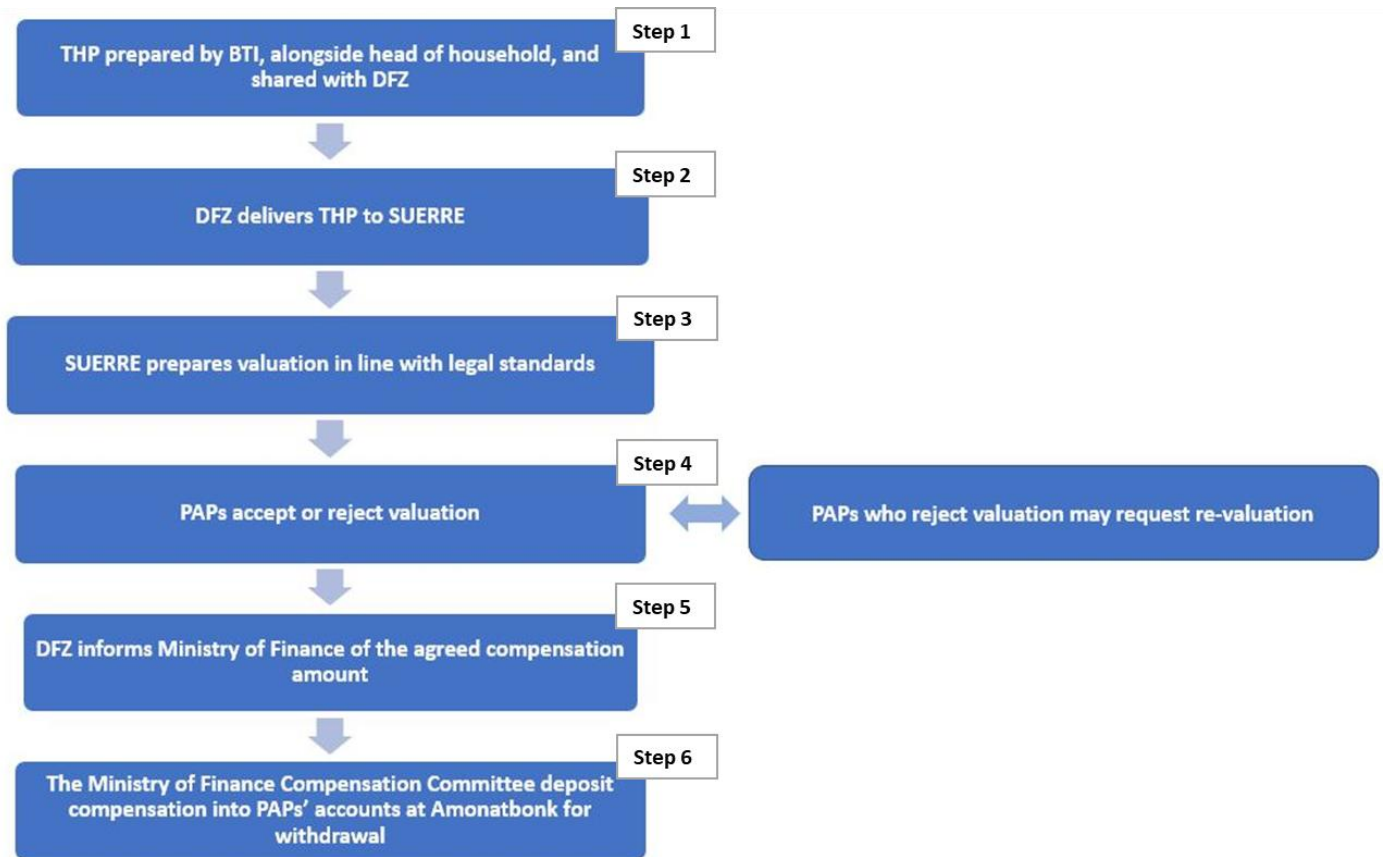 Step 1
THP prepared by BTI, alongside head of household, and
shared with DFZ
Step 2
DFZ delivers THP to SUERRE
Step 3
SUERRE prepares valuation in line with legal standards
Step 4
PAPs accept or reject valuation
PAPs who reject valuation may request re-valuation
Step 5
DFZ informs Ministry of Finance of the agreed compensation
amount
Step 6
The Ministry of Finance Compensation Committee deposit
compensation into PAPs' accounts at Amonatbonk for
withdrawal